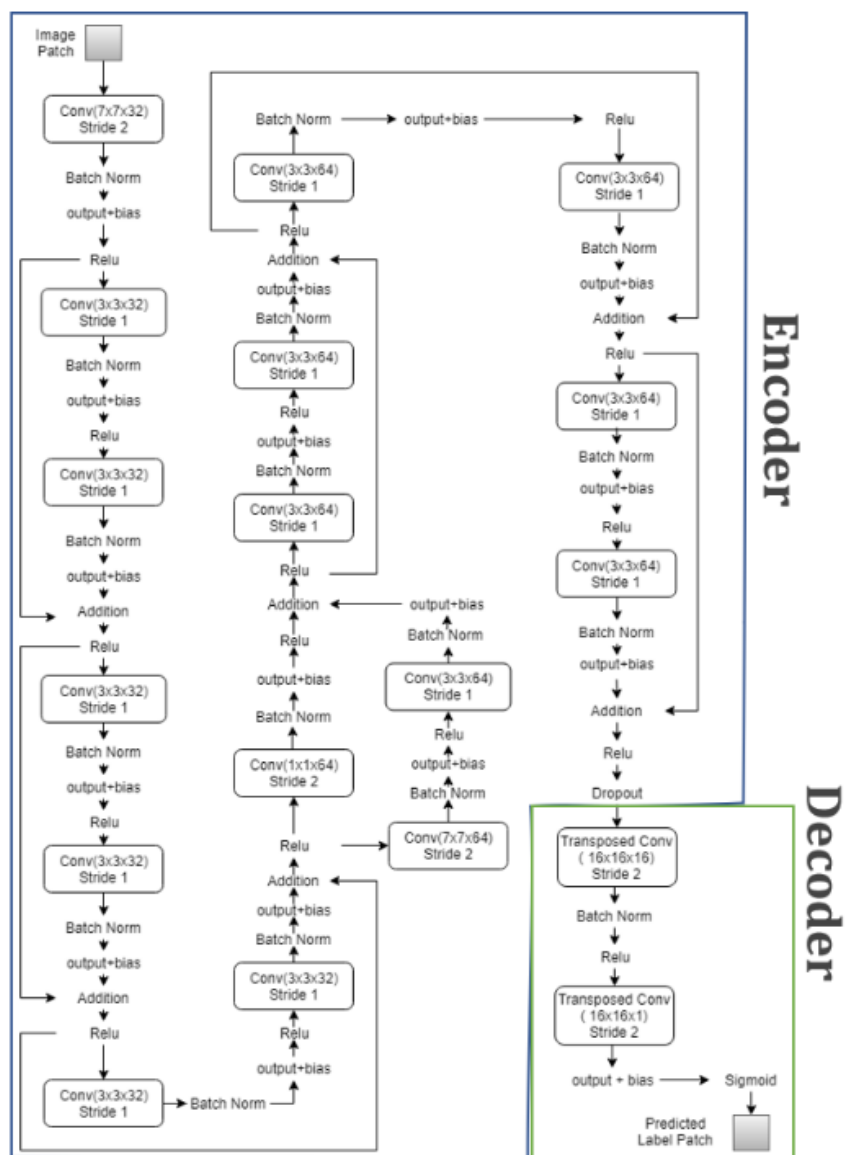 Image
Patch
Conv(7x7x32)
Stride 2
Batch Norm
output+bias
Relu
Conv(3x3x32)
Stride 1
Batch Norm
output+bias
Relu
Conv(3x3x32)
Stride 1
Batch Norm
output+bias
Addition
Relu
Conv(3x3x32)
Stride 1
Batch Norm
output+bias
Relu
Conv(3x3x32)
Stride 1
Batch Norm
output+bias
Addition
Relu
Conv(3x3x32)
Stride 1
Batch Norm
output+bias
Relu
Conv(3x3x32)
Stride 1
Batch Norm
output+bias
Addition
Relu
Conv(1x1x64)
Stride 2
Batch Norm
output+bias
Relu
Conv(7x7x64)
Stride 2
Batch Norm
output+bias
Relu
Conv(3x3x64)
Stride 1
Batch Norm
output+bias
Addition
Relu
Conv(3x3x64)
Stride 1
Batch Norm
output+bias
Relu
Conv(3x3x64)
Stride 1
Batch Norm
output+bias
Addition
Relu
Conv(3x3x64)
Stride 1
Batch Norm
output+bias
Relu
Conv(3x3x64)
Stride 1
Batch Norm
output+bias
Addition
Relu
Conv(3x3x64)
Stride 1
Batch Norm
output+bias
Relu
Conv(3x3x64)
Stride 1
Batch Norm
output+bias
Addition
Relu
Dropout
Encoder
Transposed Conv
( 16x16x16)
Stride 2
Batch Norm
Relu
Transposed Conv
( 16x16x1)
Stride 2
output + bias
Sigmoid
Predicted
Label Patch
Decoder